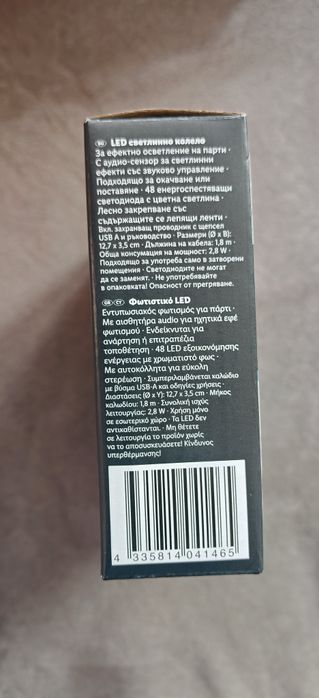 BG LED светлинно колело
За ефектно осветление на парти ·
С аудио-сензор за светлинни
ефекти със звуково управление ·
Подходящо за окачване или
поставяне · 48 енергоспестяващи
светодиода с цветна светлина ·
Лесно закрепване със
съдържащите се лепящи ленти ·
Вкл. захранващ проводник с щепсел
USB A и ръководство · Размери (Ø x В):
12,7 x 3,5 cm · Дължина на кабела: 1,8 m ·
Обща консумация на мощност: 2,8 W ·
Подходящо за употреба само в затворени
помещения · Светодиодите не могат
да се заменят. · Не употребявайте
в опаковката! Опасност от прегряване.
GR CY Φωτιστικό LED
Εντυπωσιακός φωτισμός για πάρτι ·
Με αισθητήρα audio για ηχητικά εφέ
φωτισμού · Ενδείκνυται για
ανάρτηση ή επιτραπέζια
τοποθέτηση · 48 LED εξοικονόμησης
ενέργειας με χρωματιστό φως ·
Με αυτοκόλλητα για εύκολη
στερέωση · Συμπεριλαμβάνεται καλώδιο
με βύσμα USB-A και οδηγίες χρήσης ·
Διαστάσεις (Ø x Υ): 12,7 x 3,5 cm · Μήκος
καλωδίου: 1,8 m · Συνολική ισχύς
λειτουργίας: 2,8 W · Χρήση μόνο
σε εσωτερικό χώρο · Τα LED δεν
αντικαθίστανται. · Μη θέτετε
σε λειτουργία το προϊόν χωρίς
να το αποσυσκευάσετε! Κίνδυνος
υπερθέρμανσης!
4 335814 041465